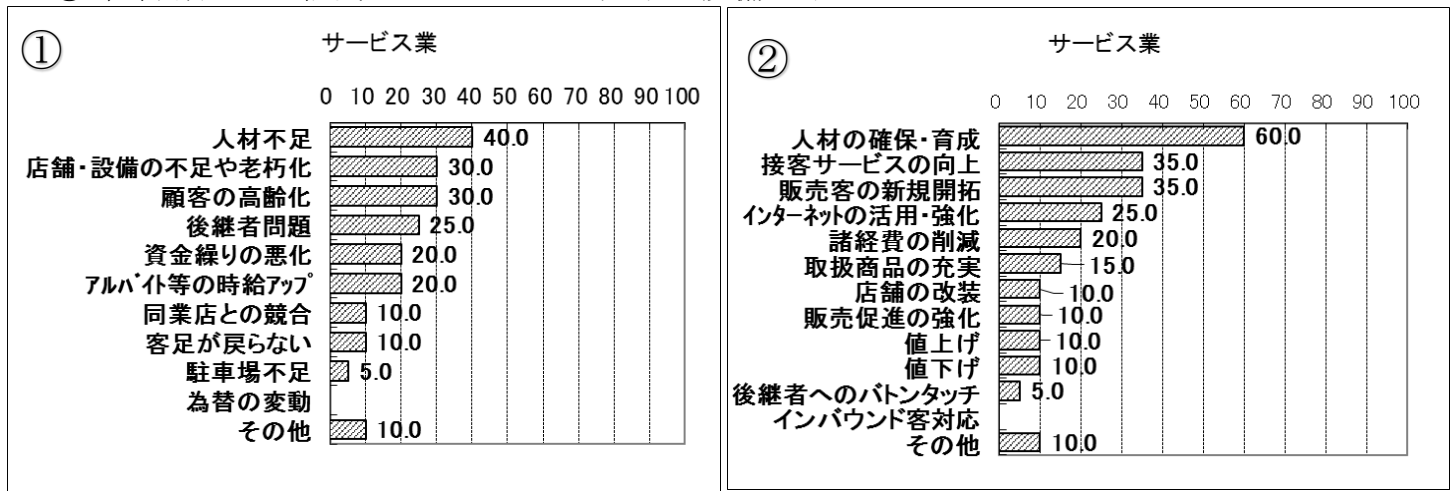 ①
サービス業
0 10 20 30 40 50 60 70 80 90 100
人材不足 40.0
店舗・設備の不足や老朽化 30.0
顧客の高齢化 30.0
後継者問題 25.0
資金繰りの悪化 20.0
アルバイト等の時給アップ 20.0
同業店との競合 10.0
客足が戻らない 10.0
駐車場不足 5.0
為替の変動
その他 10.0
②
サービス業
0 10 20 30 40 50 60 70 80 90 100
人材の確保・育成 60.0
接客サービスの向上 35.0
販売客の新規開拓 35.0
インターネットの活用・強化 25.0
諸経費の削減 20.0
取扱商品の充実 15.0
店舗の改装 10.0
販売促進の強化 10.0
値上げ 10.0
値下げ 10.0
後継者へのバトンタッチ 5.0
インバウンド客対応
その他 10.0